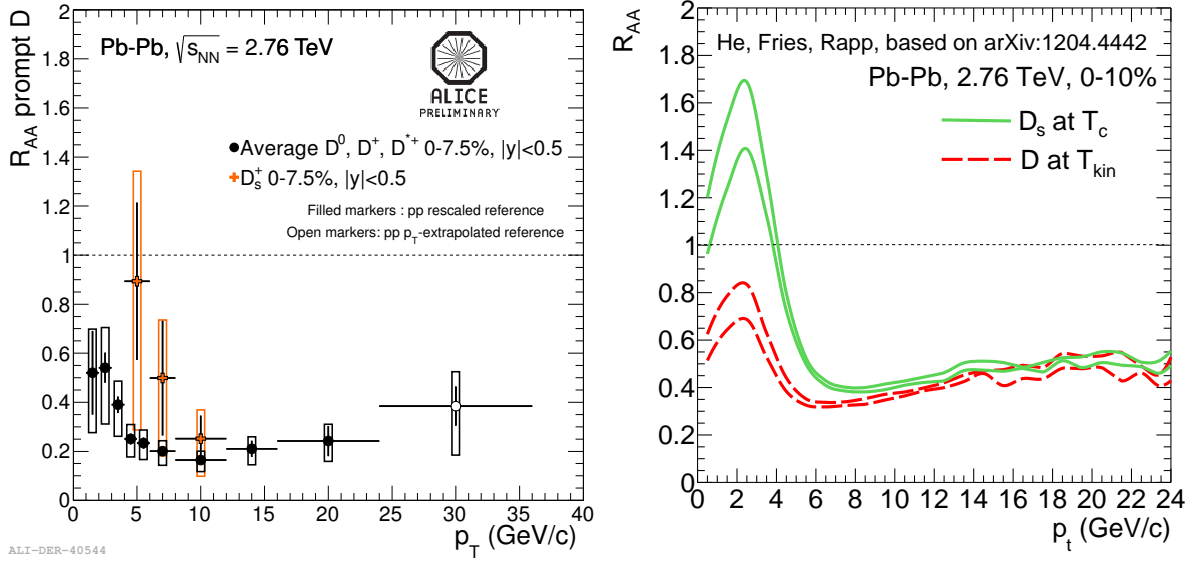 R_AA prompt D
2
1.8
1.6
1.4
1.2
1
0.8
0.6
0.4
0.2
0
Pb-Pb, √s_NN = 2.76 TeV
ALICE
PRELIMINARY
Average D^0, D^+, D^*+ 0-7.5%, |y|<0.5
D_s^+ 0-7.5%, |y|<0.5
Filled markers : pp rescaled reference
Open markers: pp p_T-extrapolated reference
0 5 10 15 20 25 30 35 40
p_T (GeV/c)
ALI-DER-40544
R_AA
2
1.8
1.6
1.4
1.2
1
0.8
0.6
0.4
0.2
0
He, Fries, Rapp, based on arXiv:1204.4442
Pb-Pb, 2.76 TeV, 0-10%
D_s at T_c
D at T_kin
0 2 4 6 8 10 12 14 16 18 20 22 24
p_t (GeV/c)